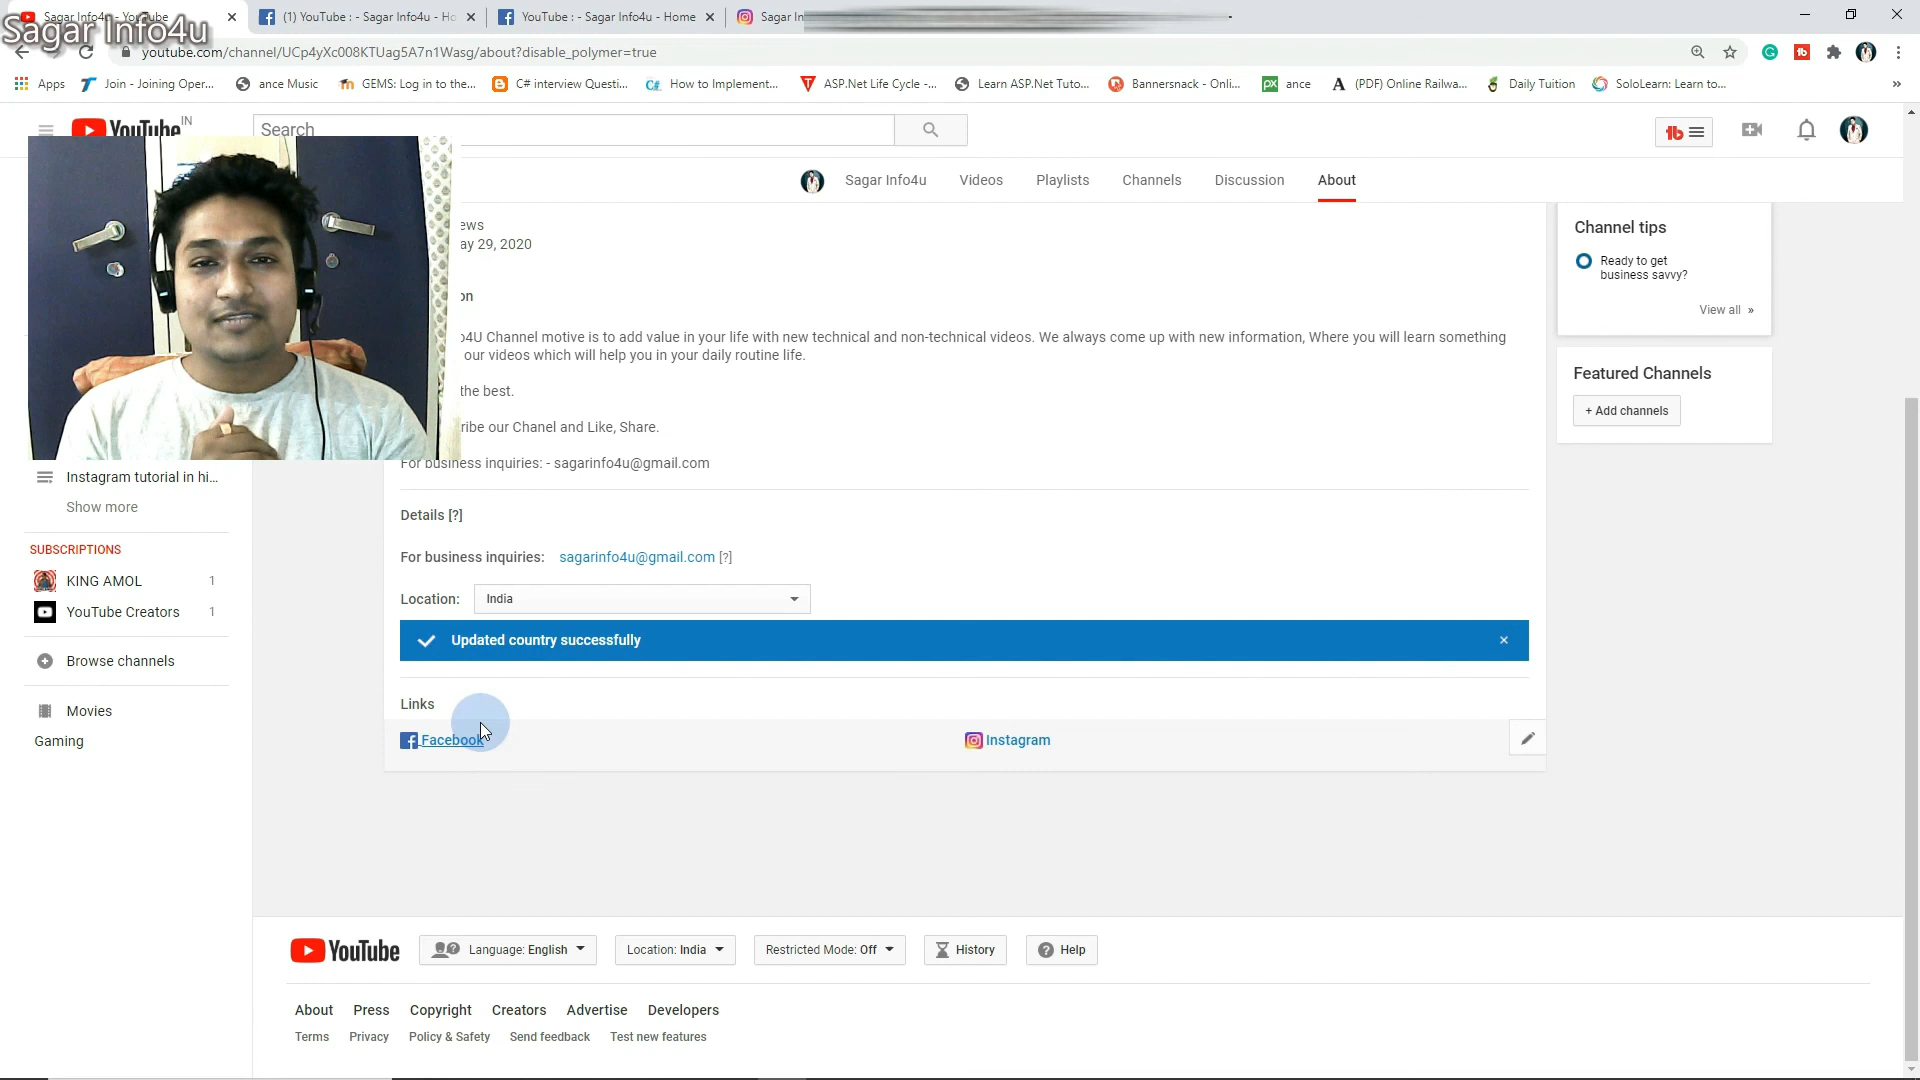 Sagar Info4u - YouTube
(1) YouTube : - Sagar Info4u - Ho
YouTube : - Sagar Info4u - Home
Sagar In
Sagar Info4u
youtube.com/channel/UCp4yXc008KTUag5A7n1Wasg/about?disable_polymer=true
Apps
Join - Joining Oper...
ance Music
GEMS: Log in to the...
C# interview Questi...
How to Implement...
ASP.Net Life Cycle -...
Learn ASP.Net Tuto...
Bannersnack - Onli...
ance
(PDF) Online Railwa...
Daily Tuition
SoloLearn: Learn to...
»
YouTube IN
Search
Sagar Info4u
Videos
Playlists
Channels
Discussion
About
ews
ay 29, 2020
on
o4U Channel motive is to add value in your life with new technical and non-technical videos. We always come up with new information, Where you will learn something
our videos which will help you in your daily routine life.
the best.
ribe our Chanel and Like, Share.
For business inquiries: - sagarinfo4u@gmail.com
Channel tips
Ready to get
business savvy?
View all »
Featured Channels
+ Add channels
Instagram tutorial in hi...
Show more
SUBSCRIPTIONS
KING AMOL 1
YouTube Creators 1
Browse channels
Movies
Gaming
Details [?]
For business inquiries: sagarinfo4u@gmail.com [?]
Location: India
Updated country successfully
Links
Facebook
Instagram
YouTube
Language: English
Location: India
Restricted Mode: Off
History
Help
About Press Copyright Creators Advertise Developers
Terms Privacy Policy & Safety Send feedback Test new features